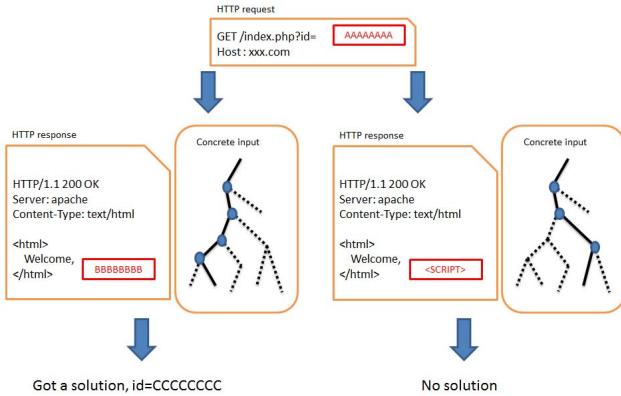 HTTP request
GET /index.php?id= AAAAAAAA
Host : xxx.com
HTTP response
Concrete input
HTTP/1.1 200 OK
Server: apache
Content-Type: text/html
<html>
Welcome,
</html> BBBBBBBB
HTTP response
Concrete input
HTTP/1.1 200 OK
Server: apache
Content-Type: text/html
<html>
Welcome,
</html> <SCRIPT>
Got a solution, id=CCCCCCCC
No solution